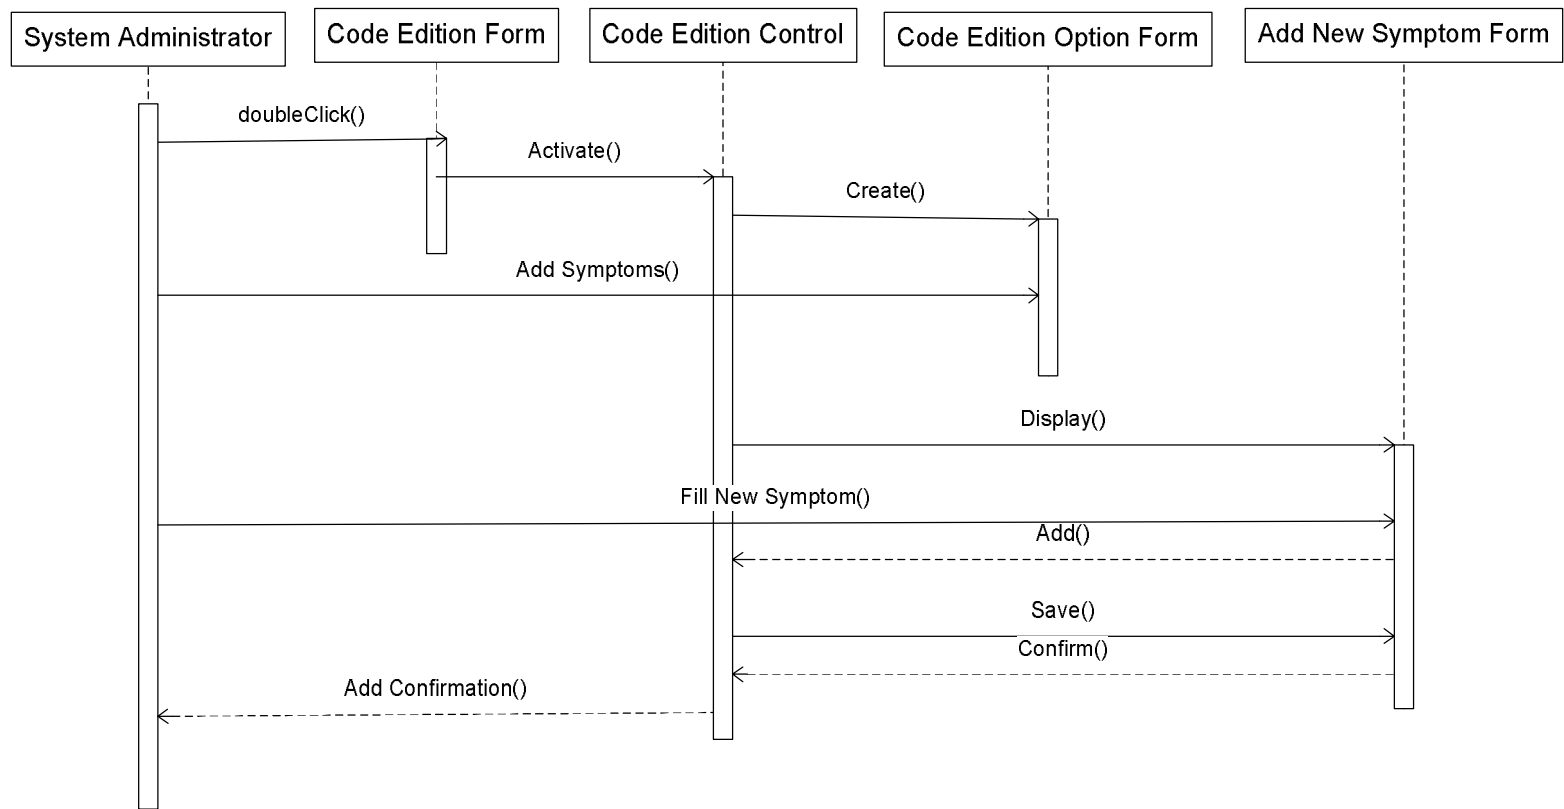 System Administrator
Code Edition Form
Code Edition Control
Code Edition Option Form
Add New Symptom Form
doubleClick()
Activate()
Create()
Add Symptoms()
Display()
Fill New Symptom()
Add()
Save()
Confirm()
Add Confirmation()